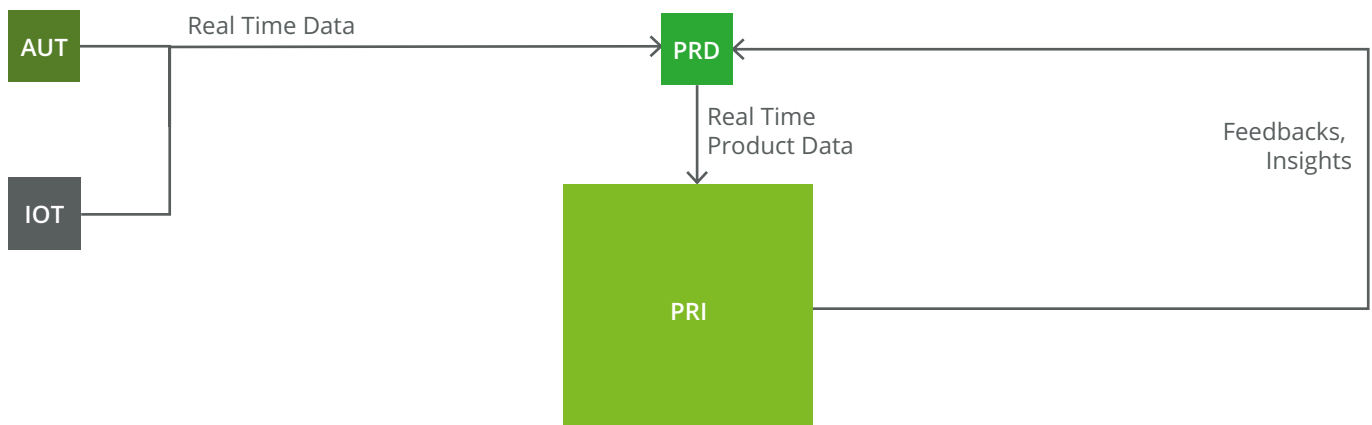 AUT
Real Time Data
PRD
Real Time
Product Data
Feedbacks,
Insights
IOT
PRI